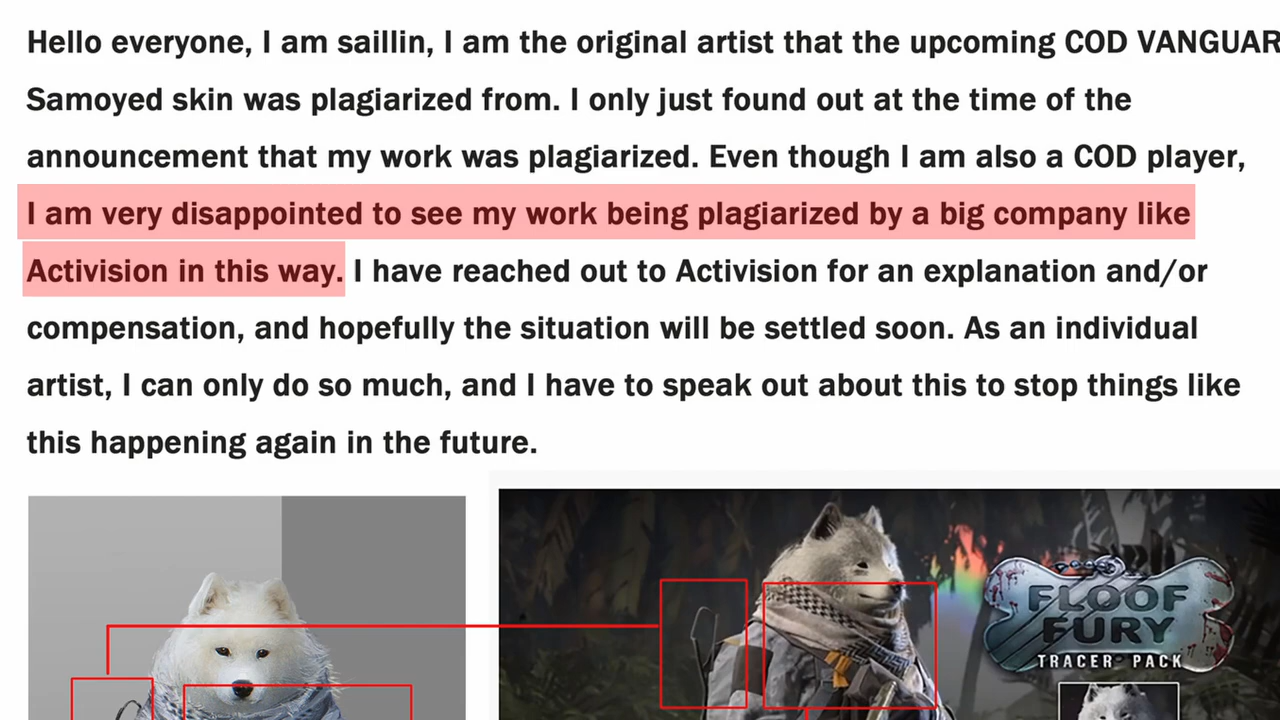 Hello everyone, I am saillin, I am the original artist that the upcoming COD VANGUAR
Samoyed skin was plagiarized from. I only just found out at the time of the
announcement that my work was plagiarized. Even though I am also a COD player,
I am very disappointed to see my work being plagiarized by a big company like
Activision in this way. I have reached out to Activision for an explanation and/or
compensation, and hopefully the situation will be settled soon. As an individual
artist, I can only do so much, and I have to speak out about this to stop things like
this happening again in the future.
FLOOF
FURY
TRACER PACK